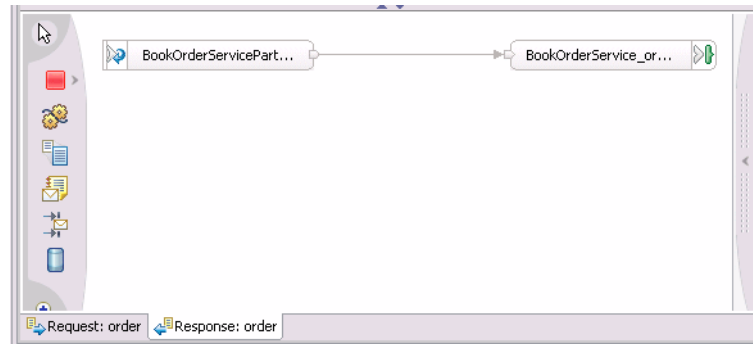 BookOrderServicePart...
BookOrderService_or...
Request: order
Response: order